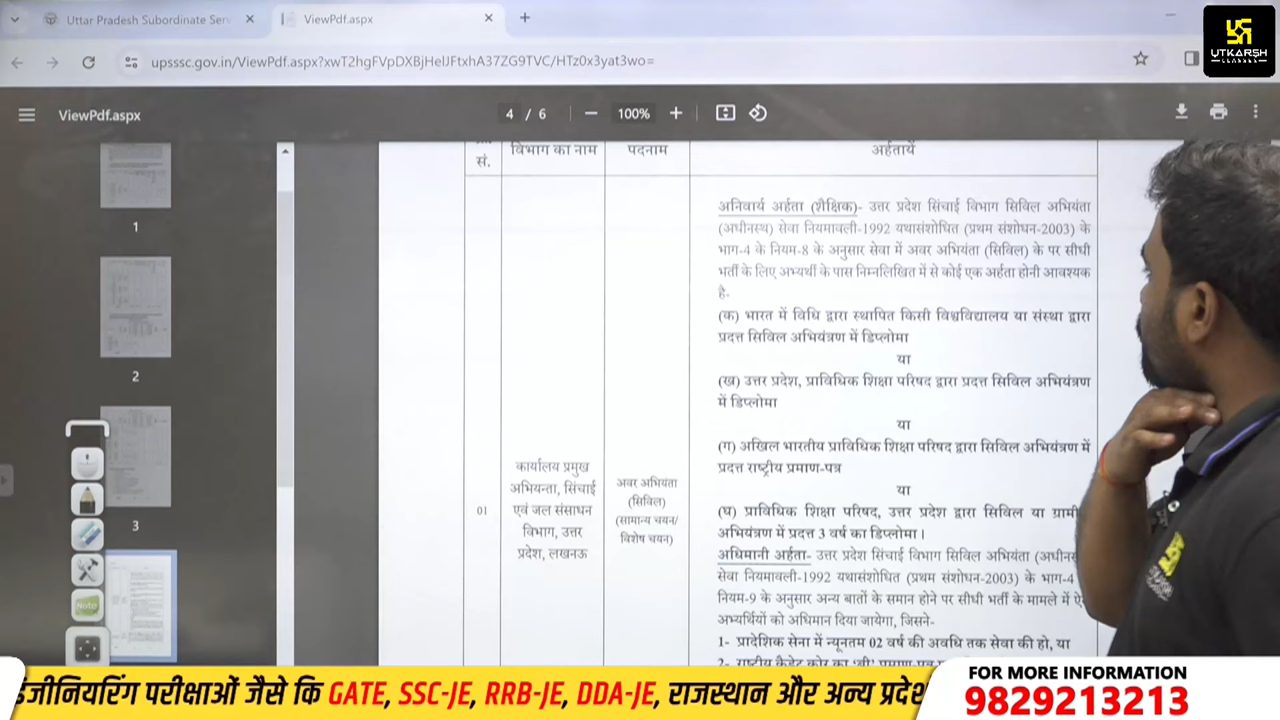 Uttar Pradesh Subordinate Serv
ViewPdf.aspx
UTKARSH
CLASSES
upsssc.gov.in/ViewPdf.aspx?xwT2hgFVpDXBjHelJFtxhA37ZG9TVC/HTz0x3yat3wo=
ViewPdf.aspx
4 / 6
100%
सं.
विभाग का नाम
पदनाम
अर्हतायें
1
2
3
Note
01
कार्यालय प्रमुख
अभियन्ता, सिंचाई
एवं जल संसाधन
विभाग, उत्तर
प्रदेश, लखनऊ
अवर अभियंता
(सिविल)
(सामान्य चयन/
विशेष चयन)
अनिवार्य अर्हता (शैक्षिक)- उत्तर प्रदेश सिंचाई विभाग सिविल अभियंता
(अधीनस्थ) सेवा नियमावली-1992 यथासंशोधित (प्रथम संशोधन-2003) के
भाग-4 के नियम-8 के अनुसार सेवा में अवर अभियंता (सिविल) के पर सीधी
भर्ती के लिए अभ्यर्थी के पास निम्नलिखित में से कोई एक अर्हता होनी आवश्यक
है-
(क) भारत में विधि द्वारा स्थापित किसी विश्वविद्यालय या संस्था द्वारा
प्रदत्त सिविल अभियंत्रण में डिप्लोमा
या
(ख) उत्तर प्रदेश, प्राविधिक शिक्षा परिषद द्वारा प्रदत्त सिविल अभियंत्रण
में डिप्लोमा
या
(ग) अखिल भारतीय प्राविधिक शिक्षा परिषद द्वारा सिविल अभियंत्रण में
प्रदत्त राष्ट्रीय प्रमाण-पत्र
या
(घ) प्राविधिक शिक्षा परिषद, उत्तर प्रदेश द्वारा सिविल या ग्रामी
अभियंत्रण में प्रदत्त 3 वर्ष का डिप्लोमा।
अधिमानी अर्हता- उत्तर प्रदेश सिंचाई विभाग सिविल अभियंता (अधीन
सेवा नियमावली-1992 यथासंशोधित (प्रथम संशोधन-2003) के भाग-4
नियम-9 के अनुसार अन्य बातों के समान होने पर सीधी भर्ती के मामले में ऐ
अभ्यर्थियों को अधिमान दिया जायेगा, जिसने-
1- प्रादेशिक सेना में न्यूनतम 02 वर्ष की अवधि तक सेवा की हो, या
2- राष्ट्रीय कैडेट कोर का 'बी' प्रमाण-पत्र
इंजीनियरिंग परीक्षाओं जैसे कि GATE, SSC-JE, RRB-JE, DDA-JE, राजस्थान और अन्य प्रदेश
FOR MORE INFORMATION
9829213213